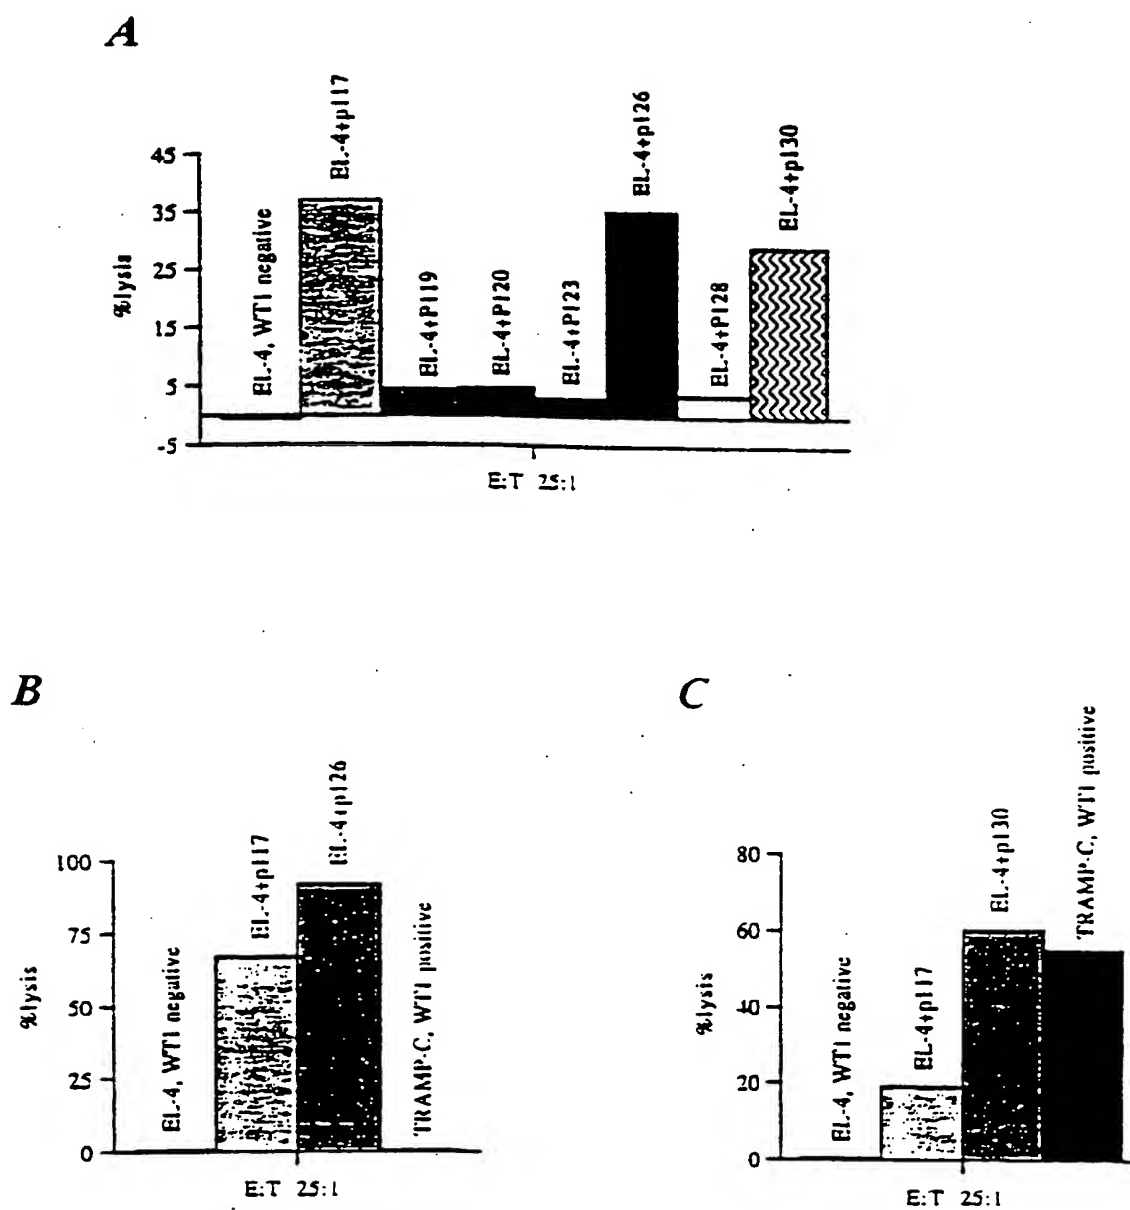 A
EL-4, WT1 negative
EL-4+p117
EL-4+P119
EL-4+P120
EL-4+P123
EL-4+p126
EL-4+P128
EL-4+p130
%lysis
45
35
25
15
5
-5
E:T 25:1
B
EL-4, WT1 negative
EL-4+p117
EL-4+p126
TRAMP-C, WT1 positive
%lysis
100
75
50
25
0
E:T 25:1
C
EL-4, WT1 negative
EL-4+p117
EL-4+p130
TRAMP-C, WT1 positive
%lysis
80
60
40
20
0
E:T 25:1